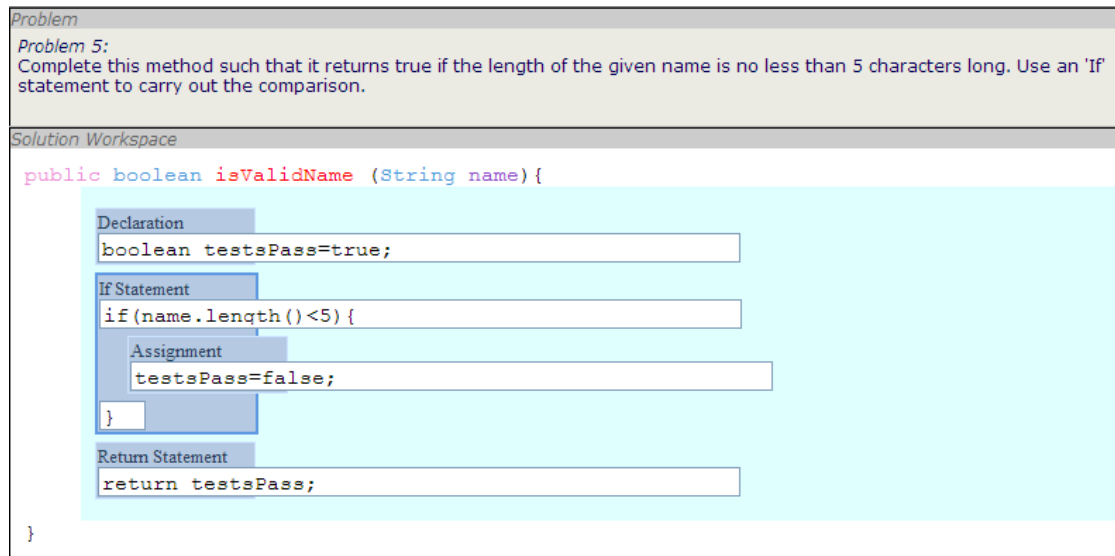 Problem
Problem 5:
Complete this method such that it returns true if the length of the given name is no less than 5 characters long. Use an 'If'
statement to carry out the comparison.
Solution Workspace
public boolean isValidName (String name){
Declaration
boolean testsPass=true;
If Statement
if(name.length()<5){
Assignment
testsPass=false;
}
Return Statement
return testsPass;
}